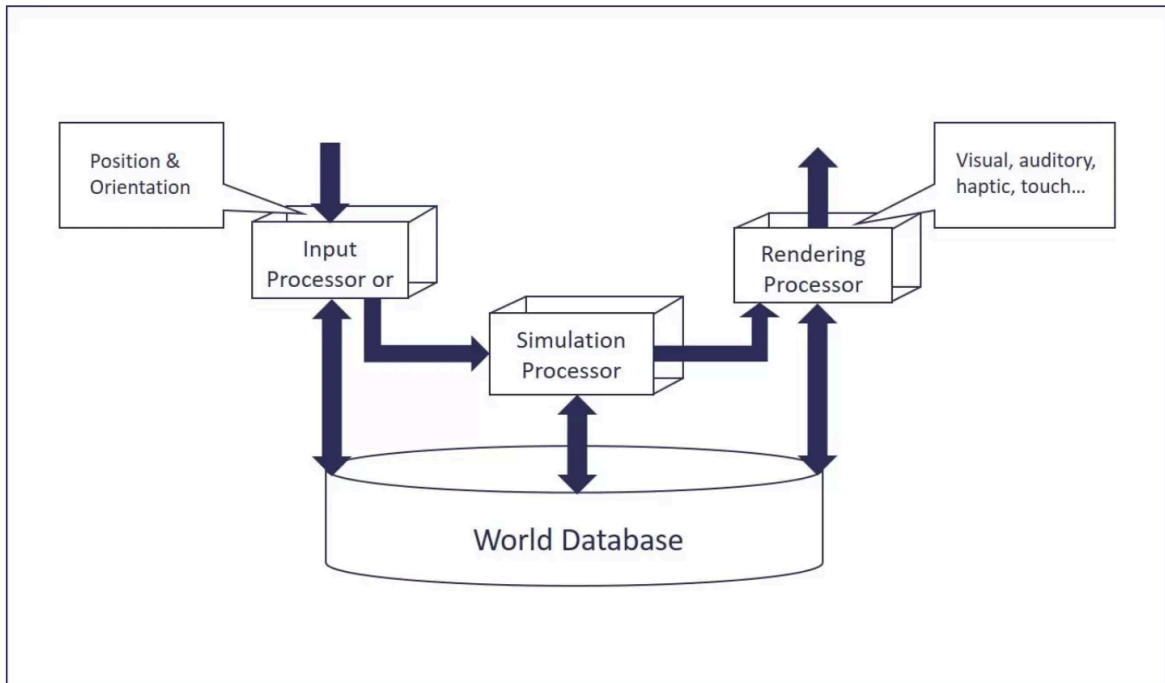 Position &
Orientation
Input
Processor or
Simulation
Processor
Rendering
Processor
Visual, auditory,
haptic, touch...
World Database